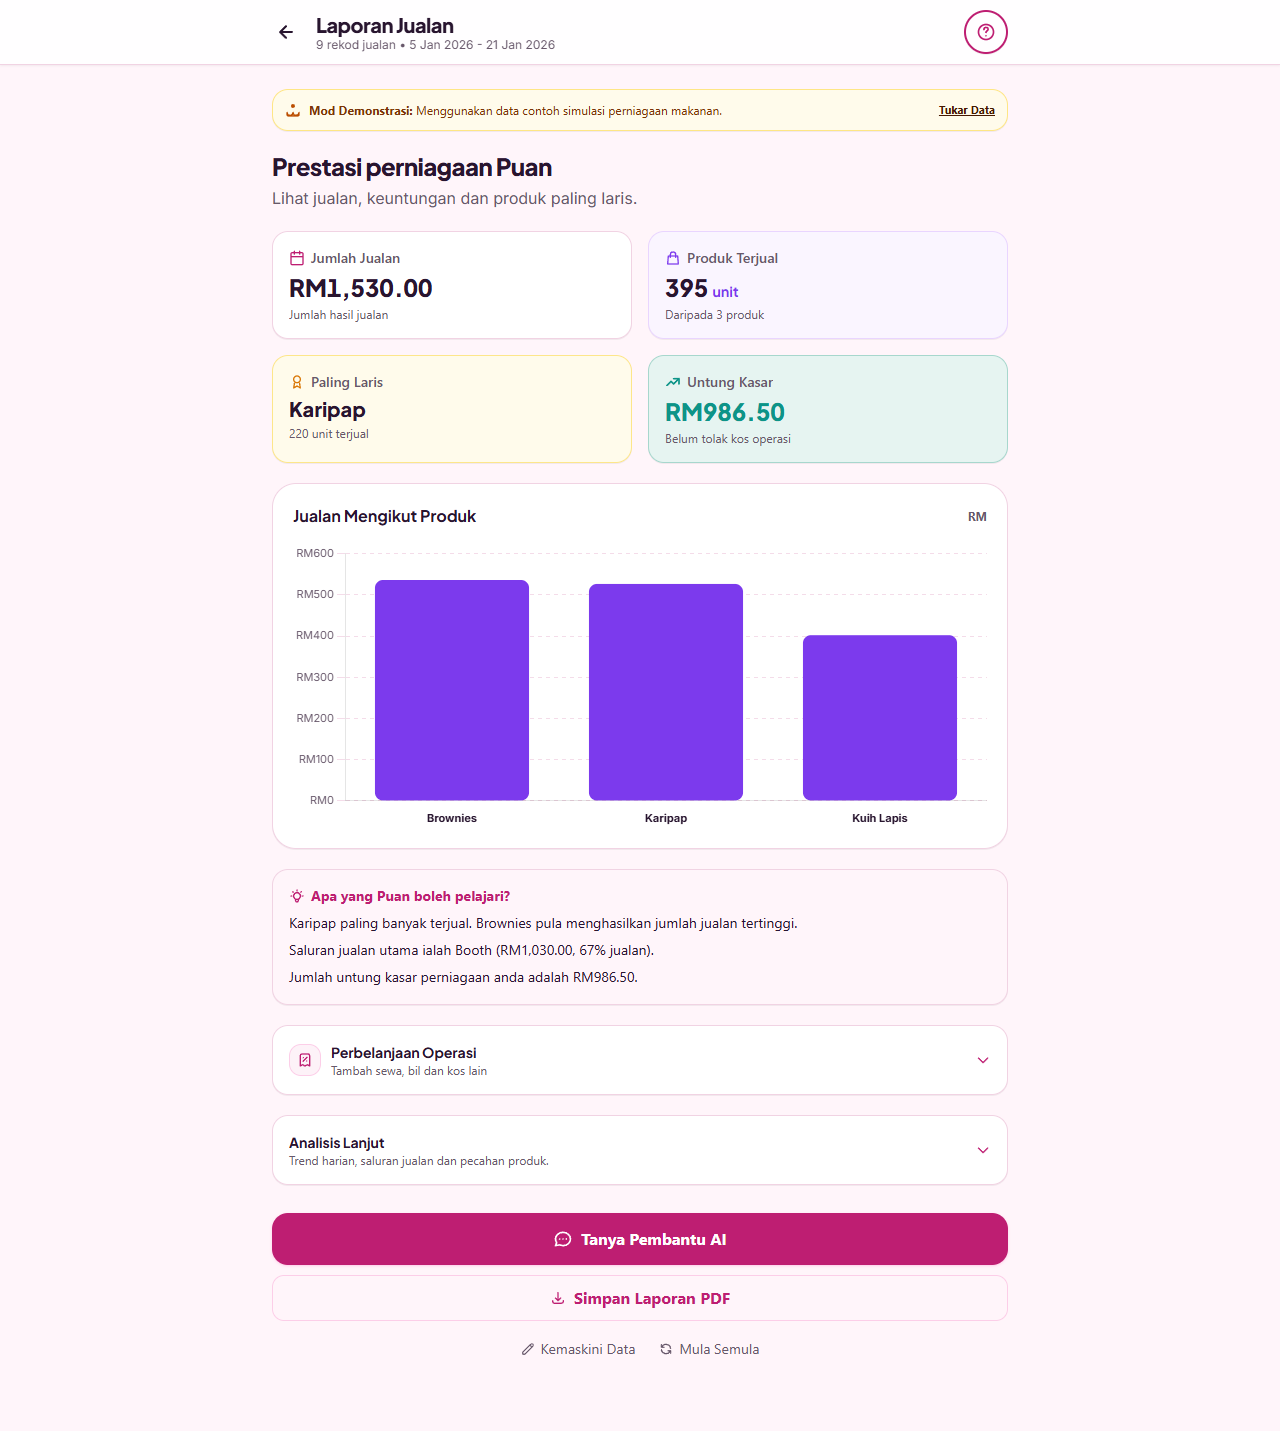 Laporan Jualan
9 rekod jualan • 5 Jan 2026 - 21 Jan 2026
Mod Demonstrasi: Menggunakan data contoh simulasi perniagaan makanan.
Tukar Data
Prestasi perniagaan Puan
Lihat jualan, keuntungan dan produk paling laris.
Jumlah Jualan
RM1,530.00
Jumlah hasil jualan
Produk Terjual
395 unit
Daripada 3 produk
Paling Laris
Karipap
220 unit terjual
Untung Kasar
RM986.50
Belum tolak kos operasi
Jualan Mengikut Produk
RM
RM600
RM500
RM400
RM300
RM200
RM100
RM0
Brownies
Karipap
Kuih Lapis
Apa yang Puan boleh pelajari?
Karipap paling banyak terjual. Brownies pula menghasilkan jumlah jualan tertinggi.
Saluran jualan utama ialah Booth (RM1,030.00, 67% jualan).
Jumlah untung kasar perniagaan anda adalah RM986.50.
Perbelanjaan Operasi
Tambah sewa, bil dan kos lain
Analisis Lanjut
Trend harian, saluran jualan dan pecahan produk.
Tanya Pembantu AI
Simpan Laporan PDF
Kemaskini Data
Mula Semula